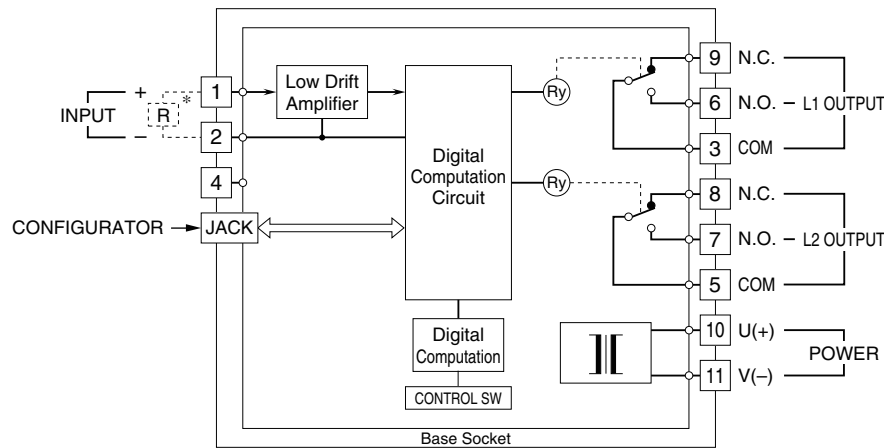 INPUT
+
–
R
*
1
2
4
CONFIGURATOR
JACK
Low Drift
Amplifier
Digital
Computation
Circuit
Ry
Ry
Digital
Computation
CONTROL SW
9 N.C.
6 N.O.
L1 OUTPUT
3 COM
8 N.C.
7 N.O.
L2 OUTPUT
5 COM
10 U(+)
POWER
11 V(–)
Base Socket